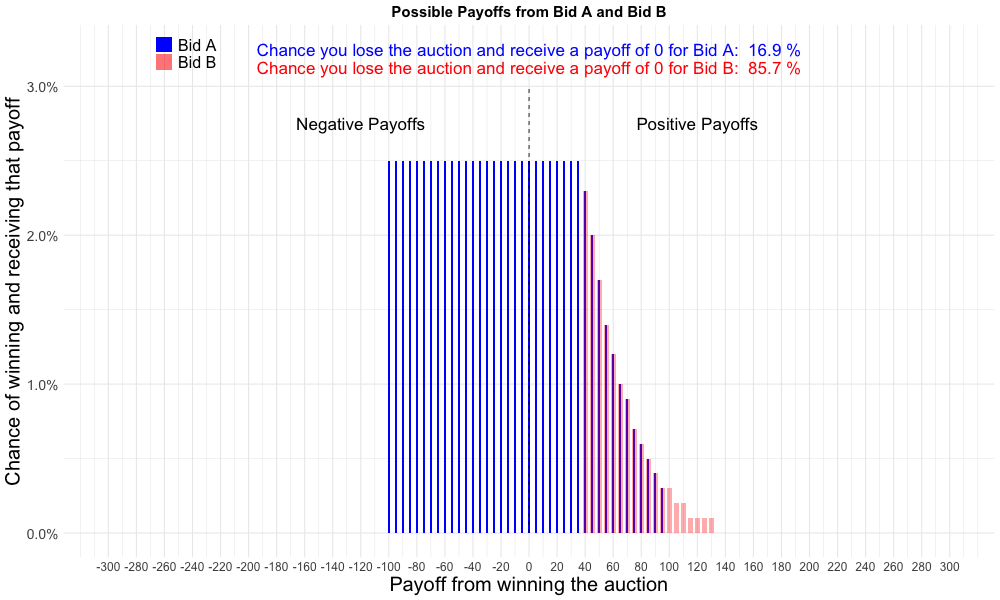 Possible Payoffs from Bid A and Bid B
Bid A
Bid B
Chance you lose the auction and receive a payoff of 0 for Bid A:  16.9 %
Chance you lose the auction and receive a payoff of 0 for Bid B:  85.7 %
Negative Payoffs
Positive Payoffs
Chance of winning and receiving that payoff
3.0%
2.0%
1.0%
0.0%
-300 -280 -260 -240 -220 -200 -180 -160 -140 -120 -100 -80 -60 -40 -20 0 20 40 60 80 100 120 140 160 180 200 220 240 260 280 300
Payoff from winning the auction